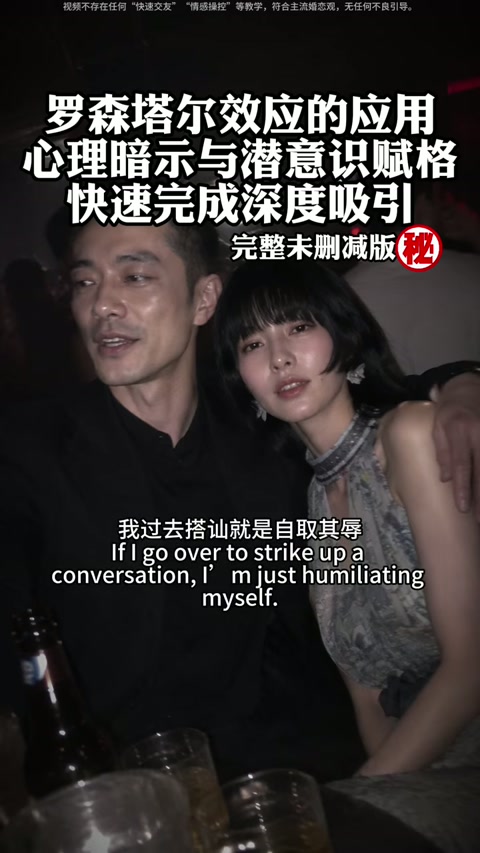 视频不存在任何“快速交友”“情感操控”等教学，符合主流婚恋观，无任何不良引导。
罗森塔尔效应的应用
心理暗示与潜意识赋格
快速完成深度吸引
完整未删减版 秘
我过去搭讪就是自取其辱
If I go over to strike up a
conversation, I'm just humiliating
myself.